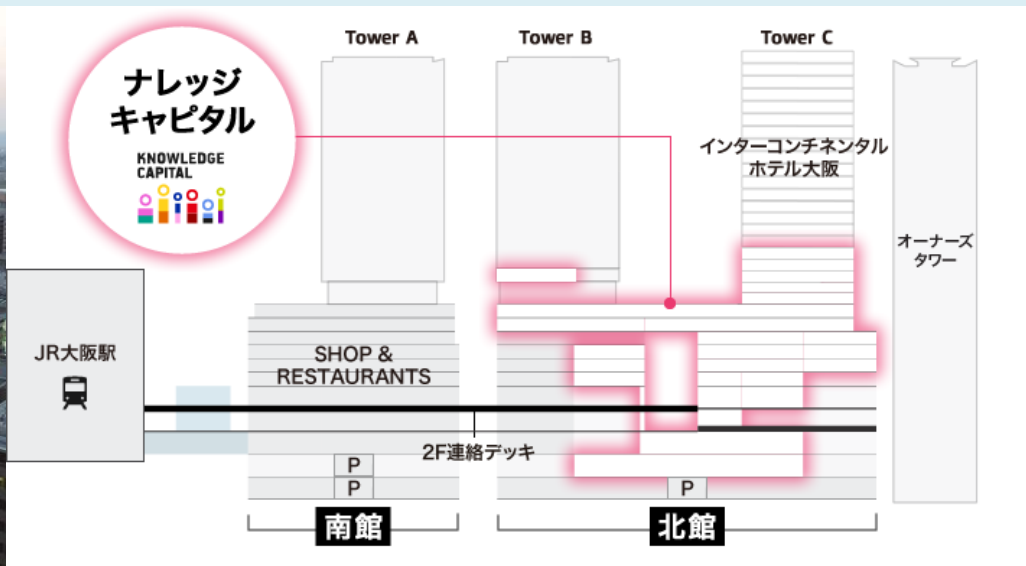 Tower A
Tower B
Tower C
ナレッジ
キャピタル
KNOWLEDGE
CAPITAL
インターコンチネンタル
ホテル大阪
オーナーズ
タワー
JR大阪駅
SHOP &
RESTAURANTS
2F連絡デッキ
P
P
P
南館
北館